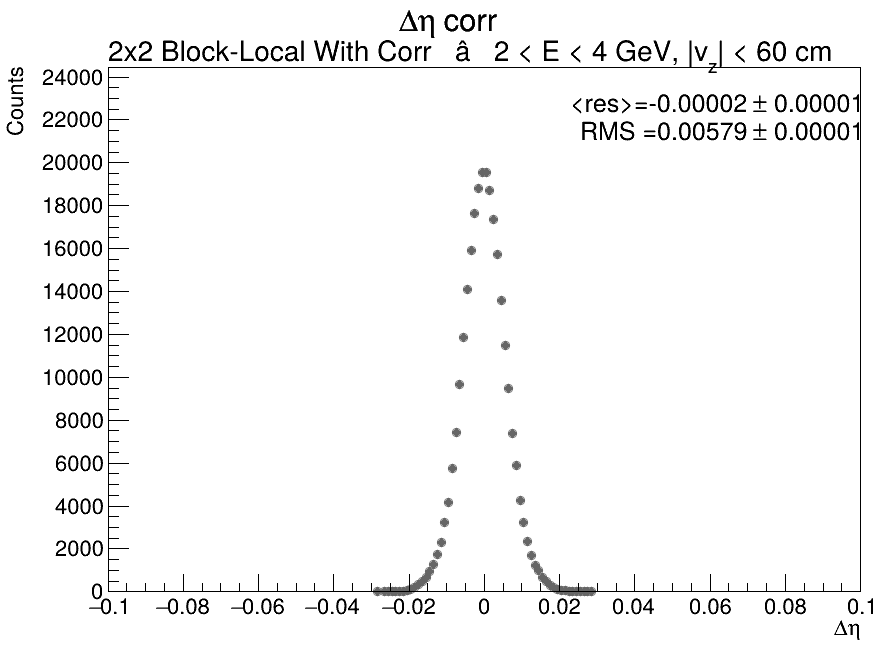 Δη corr
2x2 Block-Local With Corr â 2 < E < 4 GeV, |v_z| < 60 cm
Counts
<res>=-0.00002 ± 0.00001
RMS =0.00579 ± 0.00001
24000
22000
20000
18000
16000
14000
12000
10000
8000
6000
4000
2000
0
−0.1 −0.08 −0.06 −0.04 −0.02 0 0.02 0.04 0.06 0.08 0.1
Δη